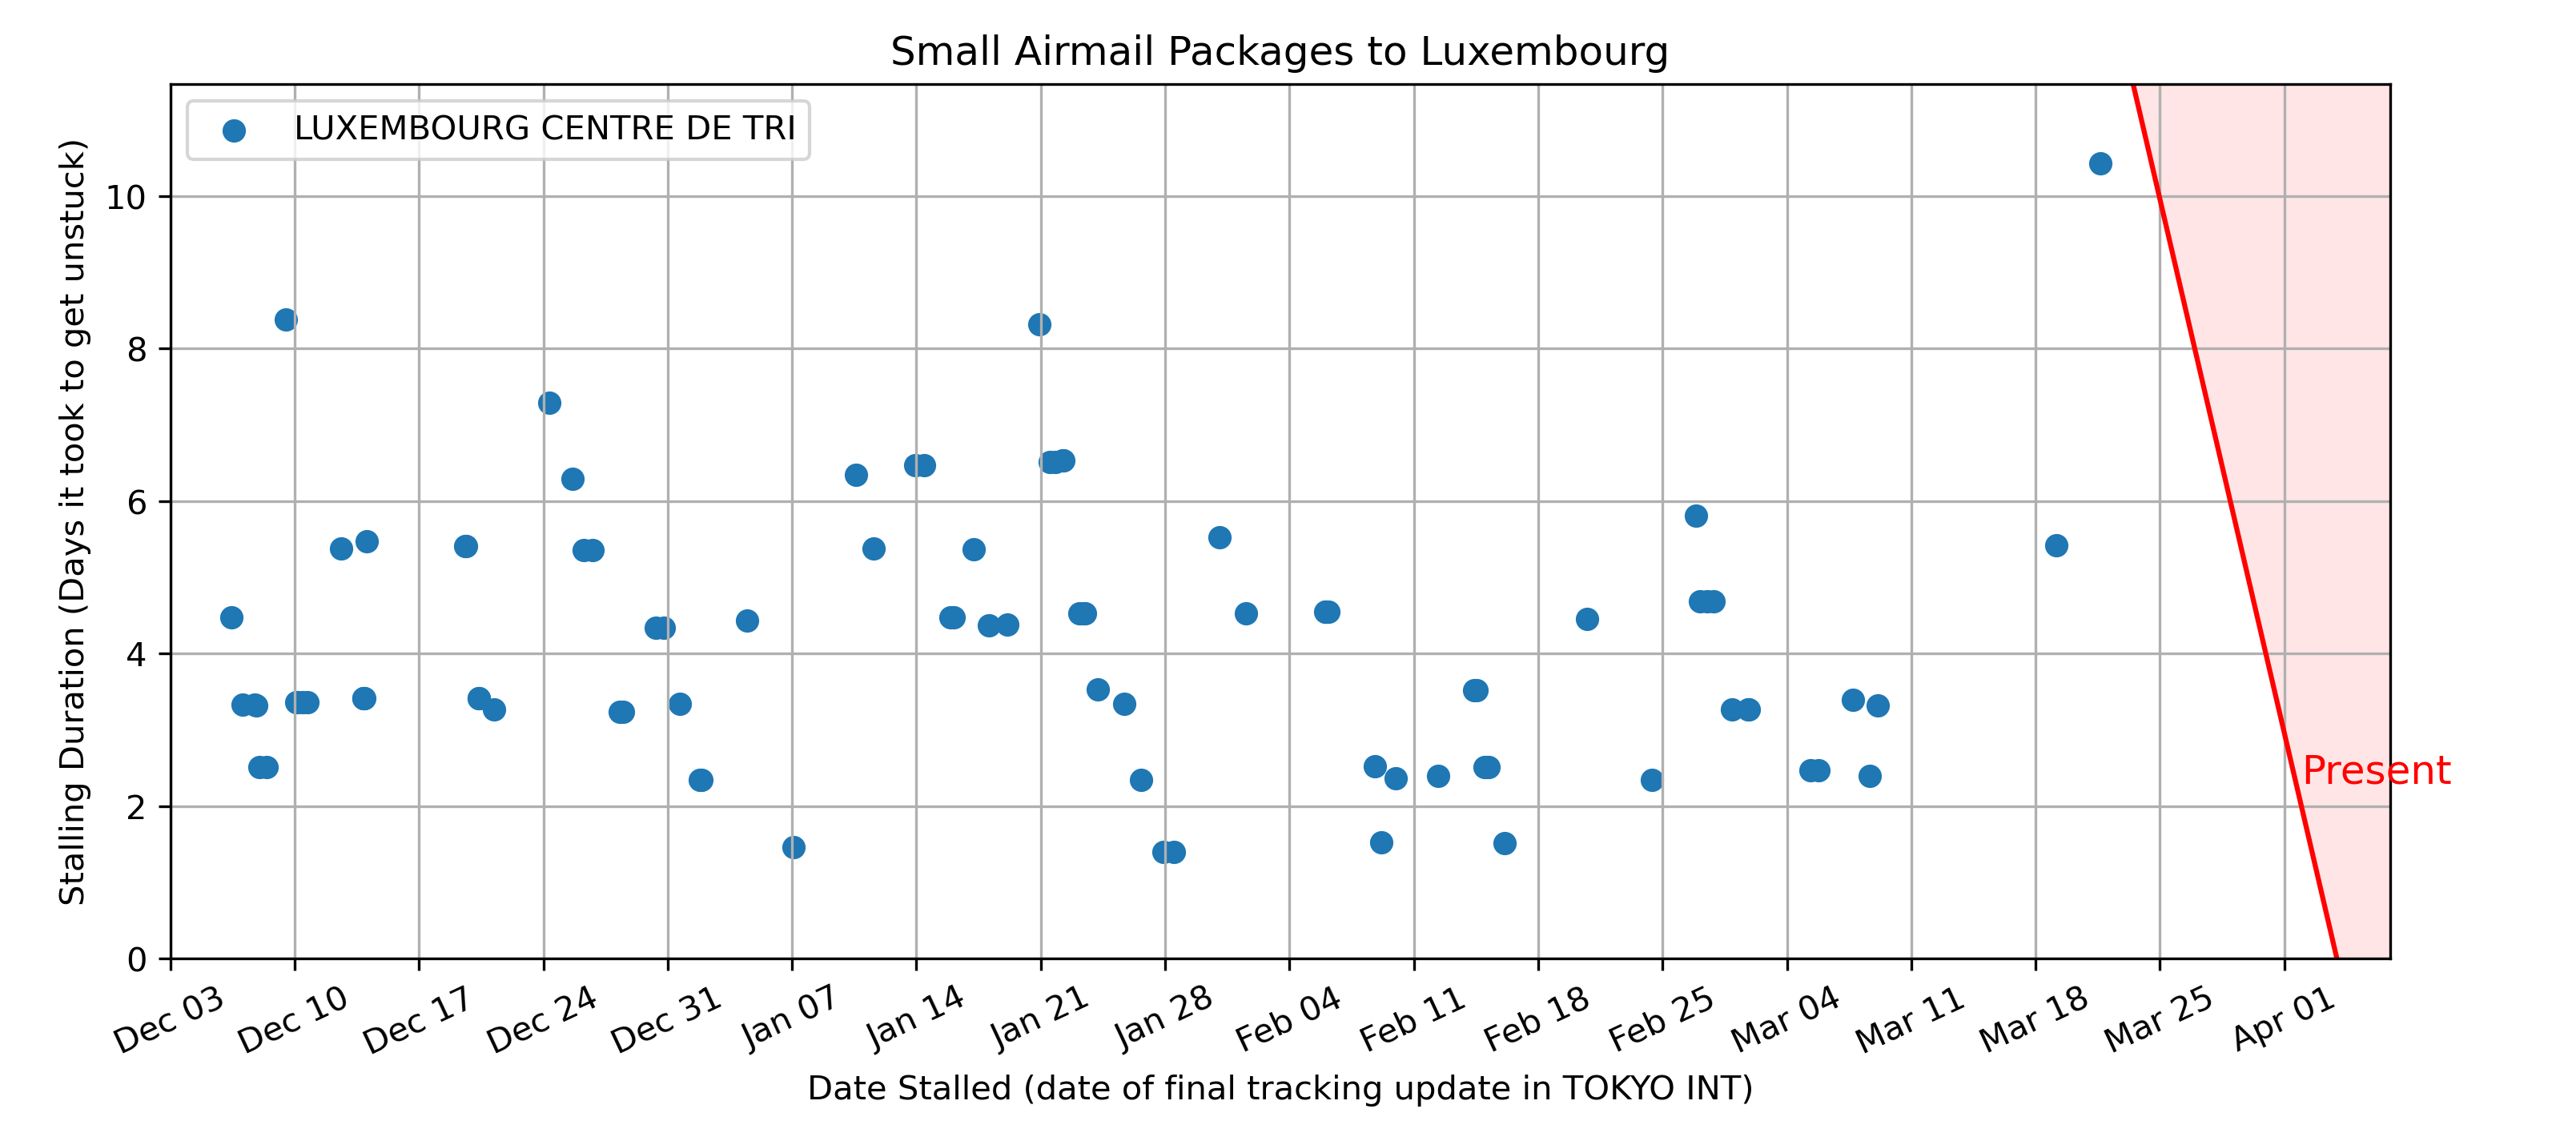 Small Airmail Packages to Luxembourg
LUXEMBOURG CENTRE DE TRI
Stalling Duration (Days it took to get unstuck)
10
8
6
4
2
0
Present
Dec 03
Dec 10
Dec 17
Dec 24
Dec 31
Jan 07
Jan 14
Jan 21
Jan 28
Feb 04
Feb 11
Feb 18
Feb 25
Mar 04
Mar 11
Mar 18
Mar 25
Apr 01
Date Stalled (date of final tracking update in TOKYO INT)